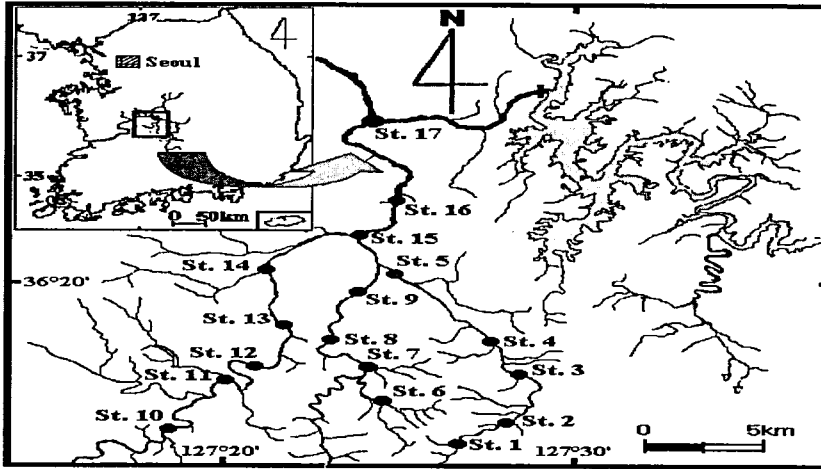 127
4
N
37
Seoul
35
0 50km
St. 17
St. 16
St. 15
St. 14
St. 5
36°20'
St. 9
St. 13
St. 8
St. 4
St. 12
St. 7
St. 11
St. 3
St. 6
St. 10
St. 2
St. 1
127°20'
127°30'
0 5km